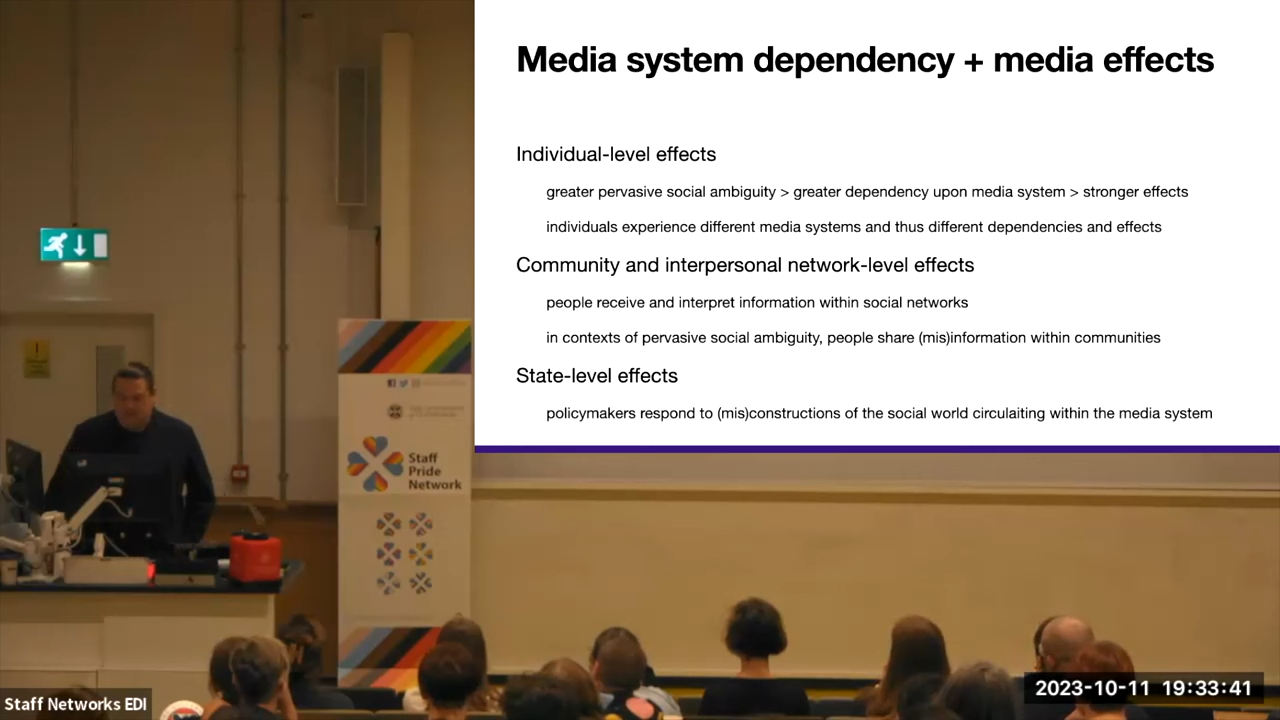 Media system dependency + media effects
Individual-level effects
greater pervasive social ambiguity > greater dependency upon media system > stronger effects
individuals experience different media systems and thus different dependencies and effects
Community and interpersonal network-level effects
people receive and interpret information within social networks
in contexts of pervasive social ambiguity, people share (mis)information within communities
State-level effects
policymakers respond to (mis)constructions of the social world circulaiting within the media system
Staff
Pride
Network
Staff Networks EDI
2023-10-11 19:33:41